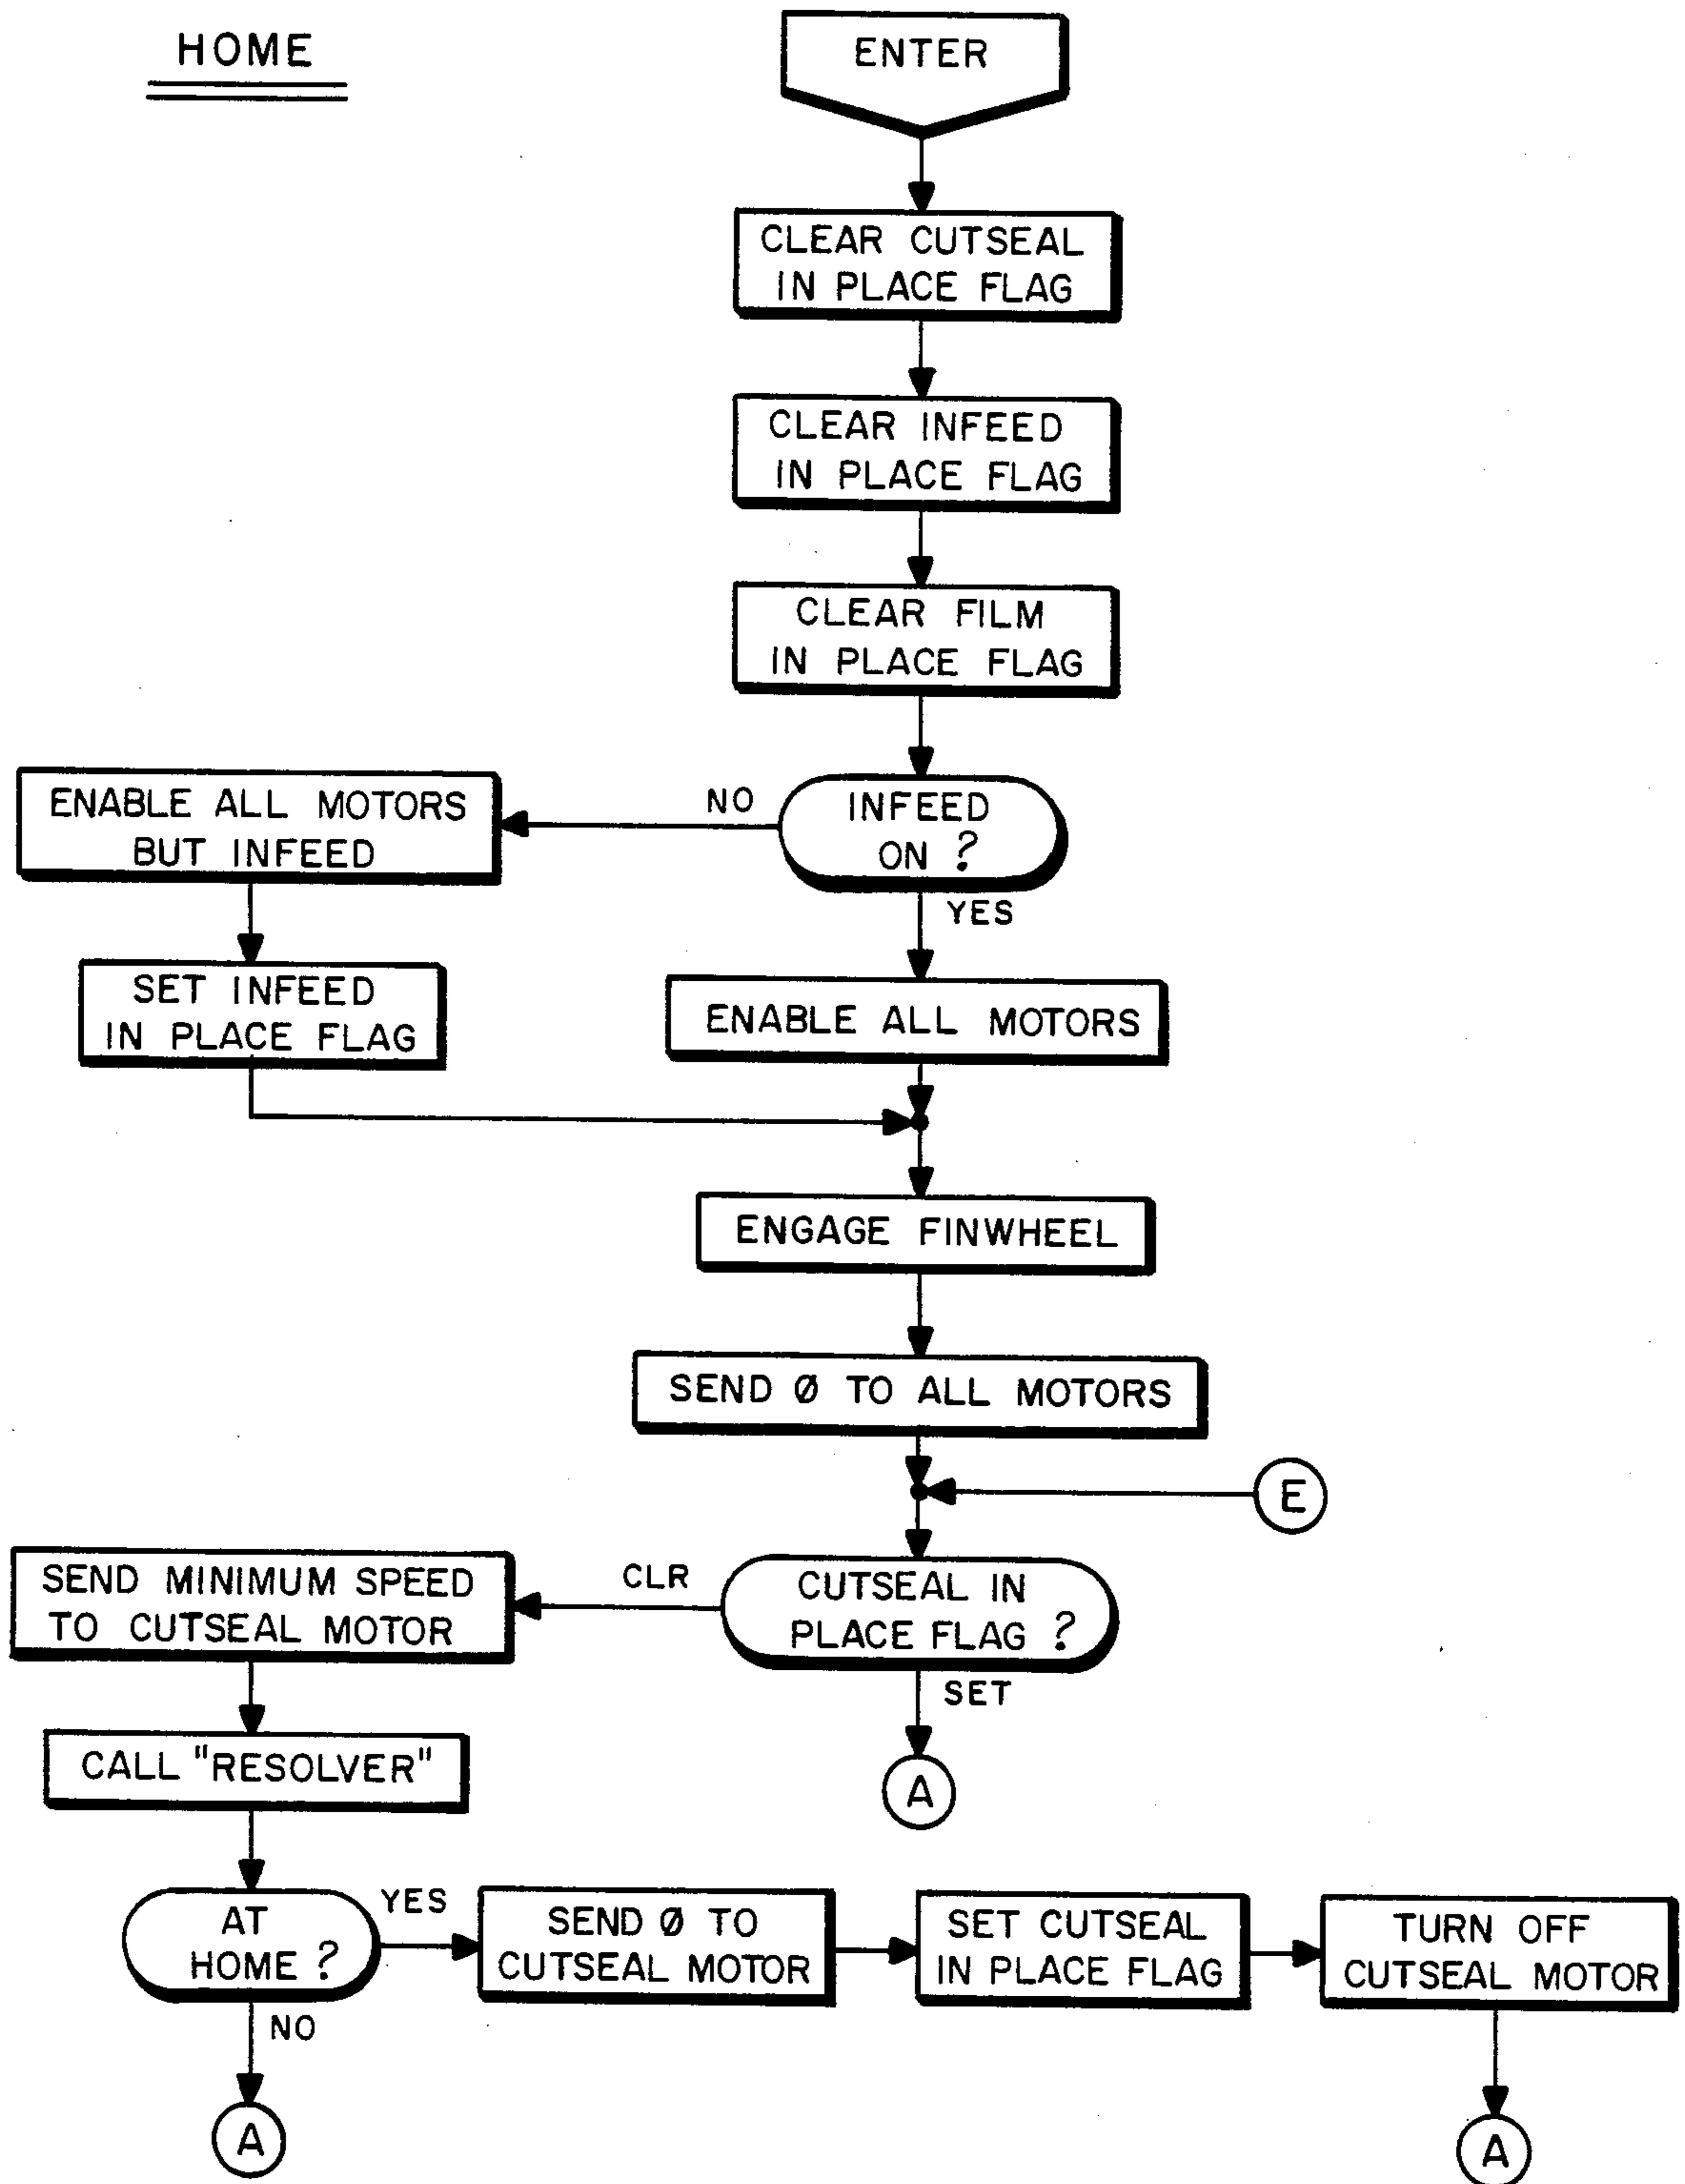 HOME
ENTER
CLEAR CUTSEAL
IN PLACE FLAG
CLEAR INFEED
IN PLACE FLAG
CLEAR FILM
IN PLACE FLAG
INFEED
ON ?
NO
ENABLE ALL MOTORS
BUT INFEED
YES
SET INFEED
IN PLACE FLAG
ENABLE ALL MOTORS
ENGAGE FINWHEEL
SEND Ø TO ALL MOTORS
E
CUTSEAL IN
PLACE FLAG ?
CLR
SEND MINIMUM SPEED
TO CUTSEAL MOTOR
SET
A
CALL "RESOLVER"
AT
HOME ?
YES
SEND Ø TO
CUTSEAL MOTOR
SET CUTSEAL
IN PLACE FLAG
TURN OFF
CUTSEAL MOTOR
NO
A
A